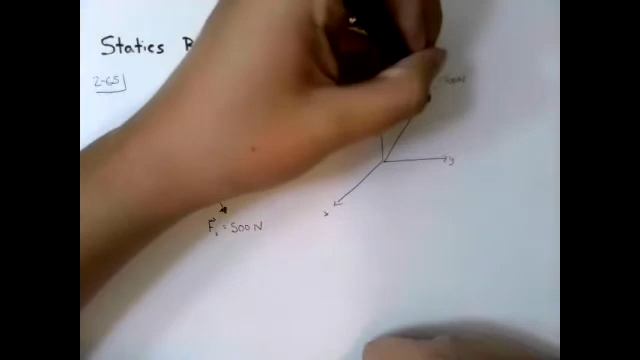 Statics
2-65
y
x
F₁ = 500 N